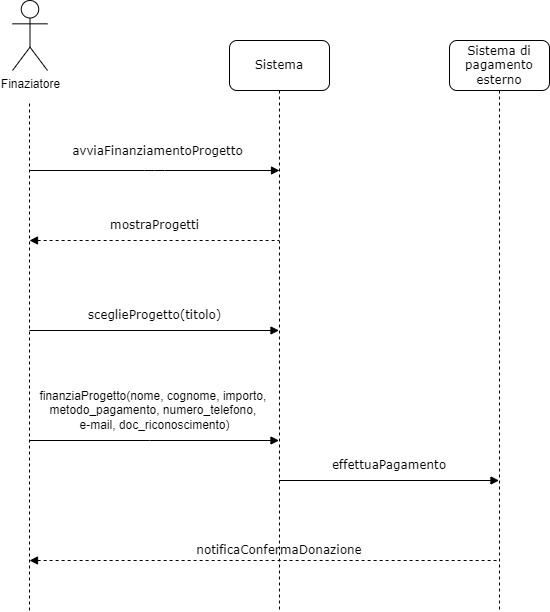 Finaziatore
Sistema
Sistema di
pagamento
esterno
avviaFinanziamentoProgetto
mostraProgetti
sceglieProgetto(titolo)
finanziaProgetto(nome, cognome, importo,
metodo_pagamento, numero_telefono,
e-mail, doc_riconoscimento)
effettuaPagamento
notificaConfermaDonazione